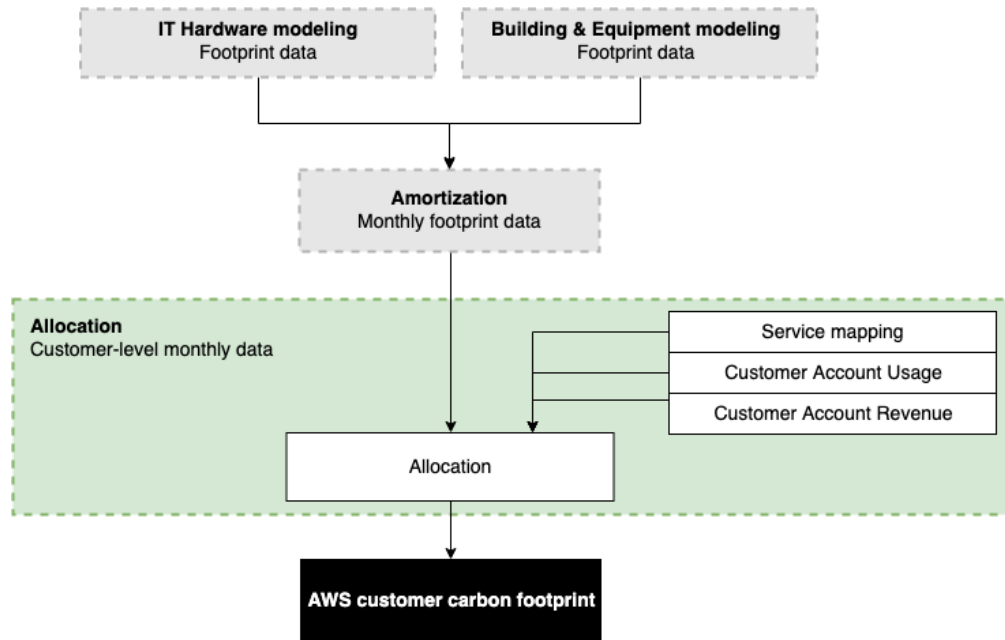 IT Hardware modeling
Footprint data
Building & Equipment modeling
Footprint data
Amortization
Monthly footprint data
Allocation
Customer-level monthly data
Service mapping
Customer Account Usage
Customer Account Revenue
Allocation
AWS customer carbon footprint